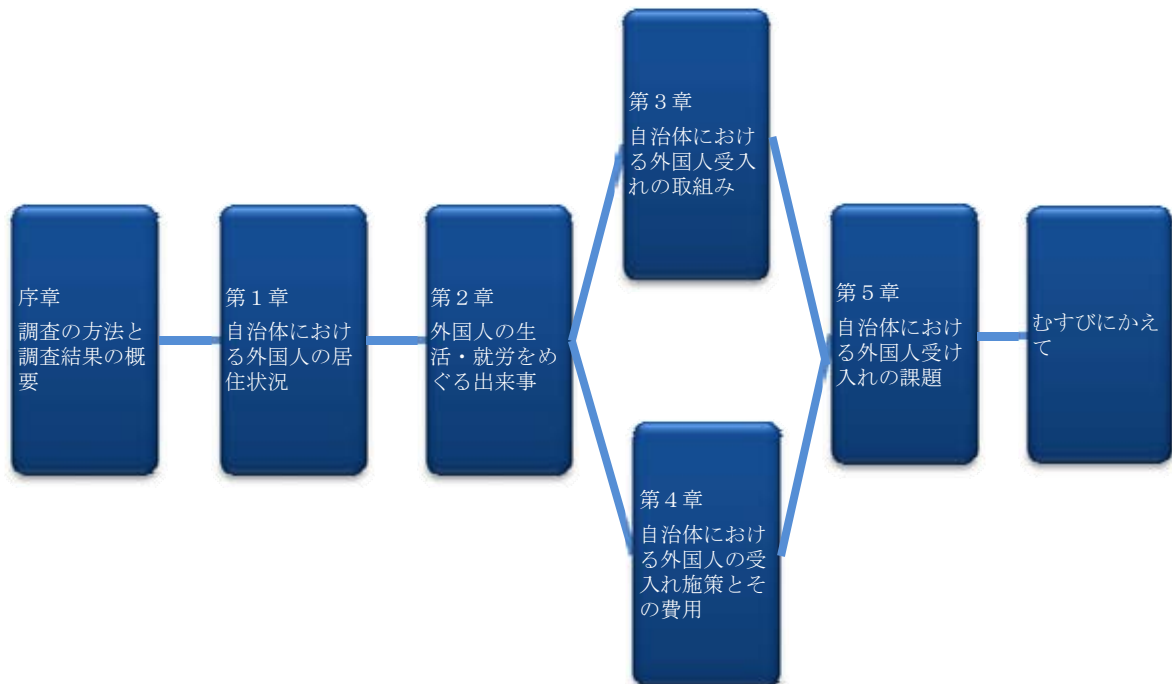 序章
調査の方法と
調査結果の概
要
第１章
自治体におけ
る外国人の居
住状況
第２章
外国人の生
活・就労をめ
ぐる出来事
第３章
自治体におけ
る外国人受入
れの取組み
第４章
自治体におけ
る外国人の受
入れ施策とそ
の費用
第５章
自治体におけ
る外国人受け
入れの課題
むすびにかえ
て